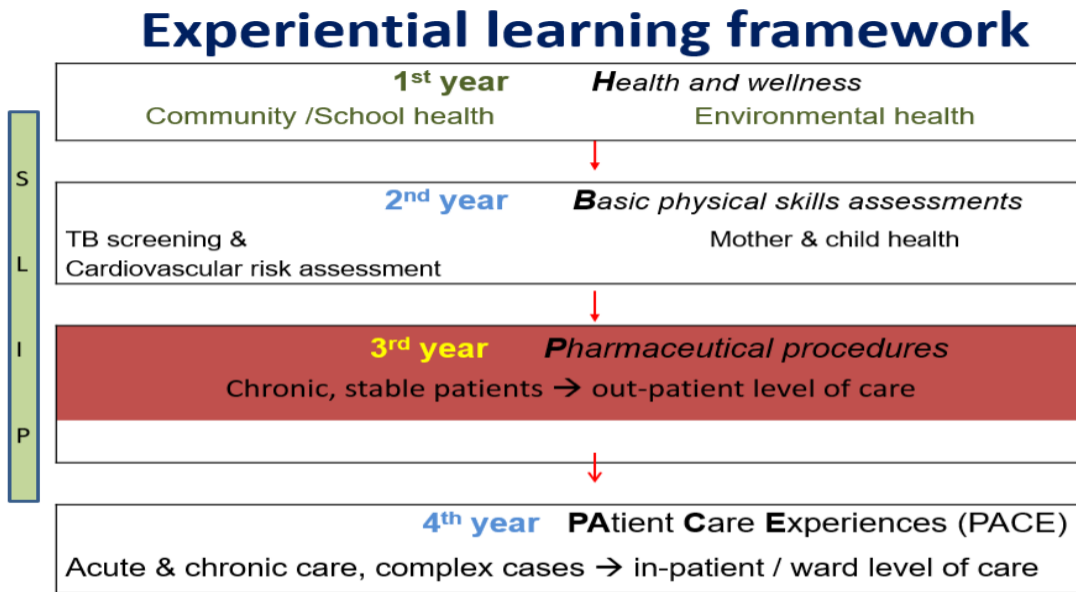 Experiential learning framework
1st year Health and wellness
Community /School health Environmental health
2nd year Basic physical skills assessments
TB screening & Mother & child health
Cardiovascular risk assessment
3rd year Pharmaceutical procedures
Chronic, stable patients → out-patient level of care
4th year PAtient Care Experiences (PACE)
Acute & chronic care, complex cases → in-patient / ward level of care
S
L
I
P